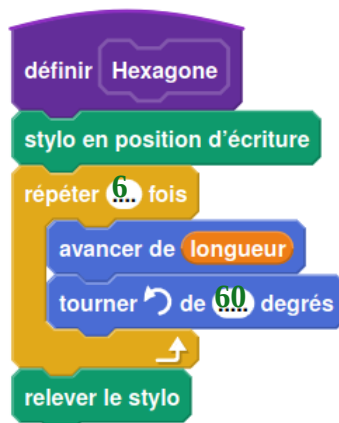 définir Hexagone
stylo en position d’écriture
répéter 6 fois
avancer de longueur
tourner de 60 degrés
relever le stylo